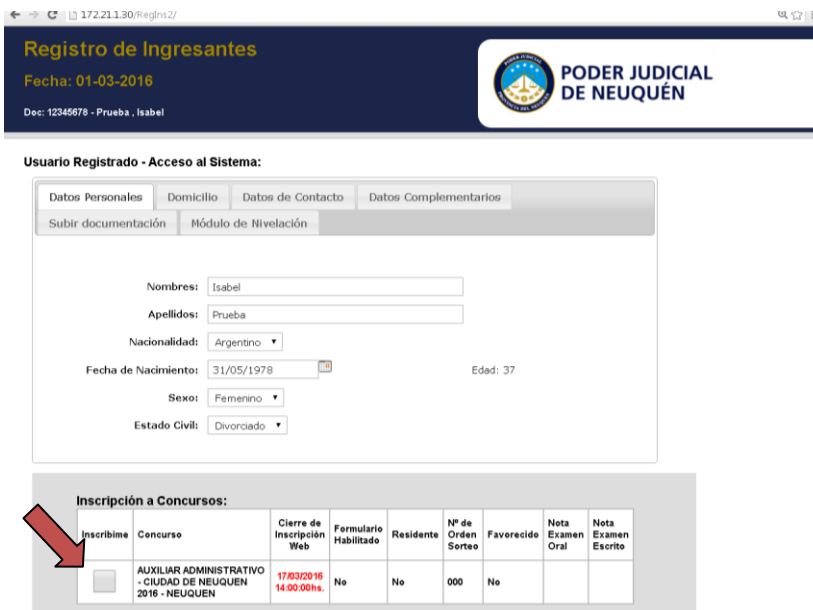 172.21.1.30/RegIns2/
Registro de Ingresantes
Fecha: 01-03-2016
Doc: 12345678 - Prueba , Isabel
PODER JUDICIAL
DE NEUQUÉN
Usuario Registrado - Acceso al Sistema:
Datos Personales Domicilio Datos de Contacto Datos Complementarios
Subir documentación Módulo de Nivelación
Nombres: Isabel
Apellidos: Prueba
Nacionalidad: Argentino
Fecha de Nacimiento: 31/05/1978 Edad: 37
Sexo: Femenino
Estado Civil: Divorciado
Inscripción a Concursos:
Inscribime Concurso Cierre de Inscripción Web Formulario Habilitado Residente Nº de Orden Sorteo Favorecido Nota Examen Oral Nota Examen Escrito
AUXILIAR ADMINISTRATIVO - CIUDAD DE NEUQUEN 2016 - NEUQUEN 17/03/2016 14:00:00hs. No No 000 No